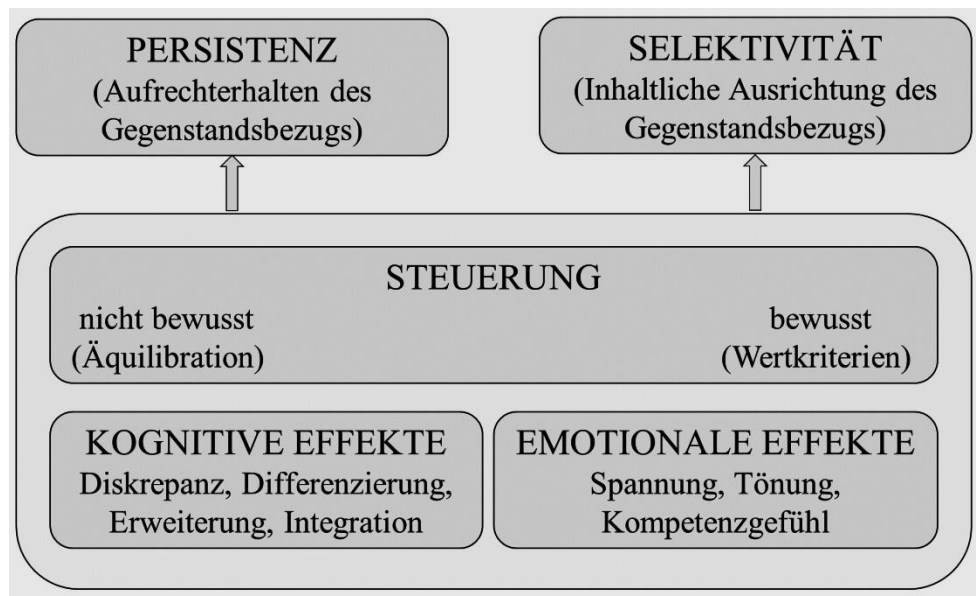 PERSISTENZ
(Aufrechterhalten des
Gegenstandsbezugs)
SELEKTIVITÄT
(Inhaltliche Ausrichtung des
Gegenstandsbezugs)
STEUERUNG
nicht bewusst
(Äquilibration)
bewusst
(Wertkriterien)
KOGNITIVE EFFEKTE
Diskrepanz, Differenzierung,
Erweiterung, Integration
EMOTIONALE EFFEKTE
Spannung, Tönung,
Kompetenzgefühl